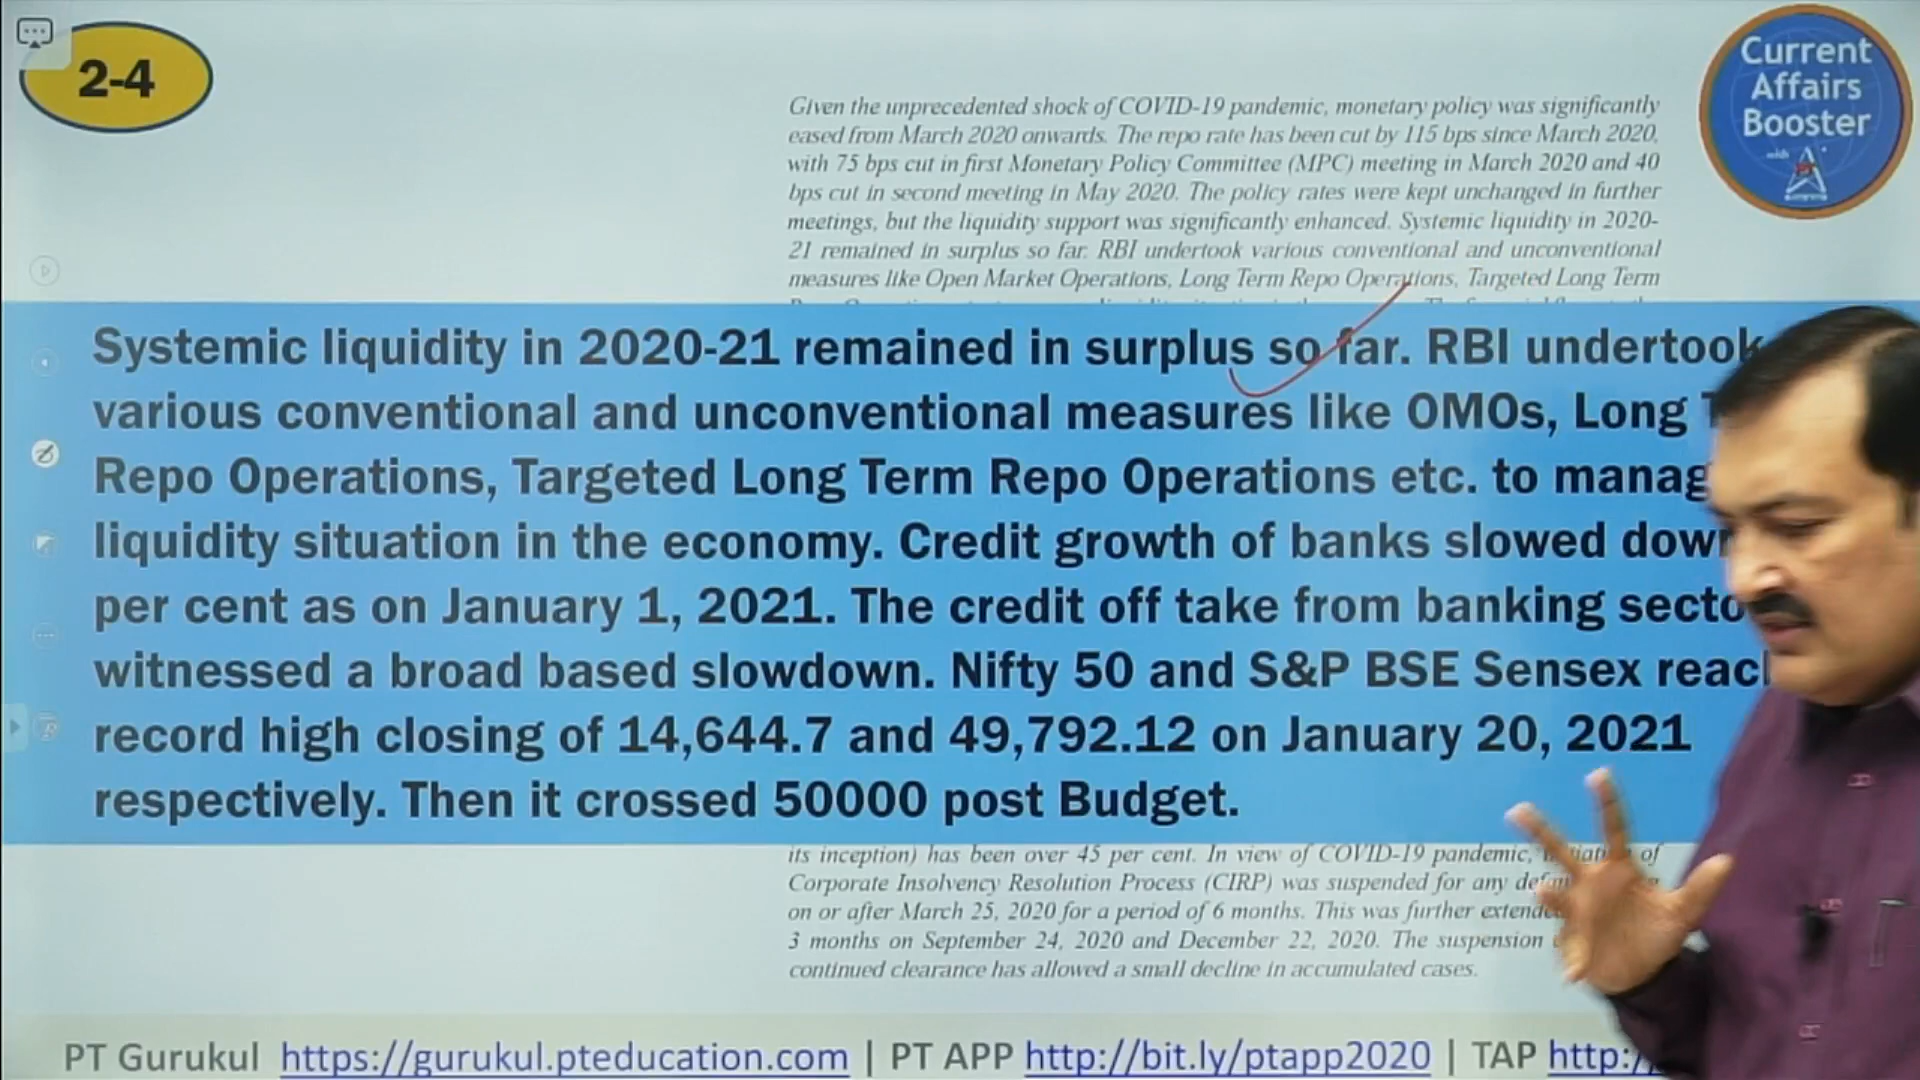 2-4
Current
Affairs
Booster
with
Given the unprecedented shock of COVID-19 pandemic, monetary policy was significantly
eased from March 2020 onwards. The repo rate has been cut by 115 bps since March 2020,
with 75 bps cut in first Monetary Policy Committee (MPC) meeting in March 2020 and 40
bps cut in second meeting in May 2020. The policy rates were kept unchanged in further
meetings, but the liquidity support was significantly enhanced. Systemic liquidity in 2020-
21 remained in surplus so far. RBI undertook various conventional and unconventional
measures like Open Market Operations, Long Term Repo Operations, Targeted Long Term
Systemic liquidity in 2020-21 remained in surplus so far. RBI undertook
various conventional and unconventional measures like OMOs, Long
Repo Operations, Targeted Long Term Repo Operations etc. to manag
liquidity situation in the economy. Credit growth of banks slowed dow
per cent as on January 1, 2021. The credit off take from banking secto
witnessed a broad based slowdown. Nifty 50 and S&P BSE Sensex reac
record high closing of 14,644.7 and 49,792.12 on January 20, 2021
respectively. Then it crossed 50000 post Budget.
its inception) has been over 45 per cent. In view of COVID-19 pandemic, of
Corporate Insolvency Resolution Process (CIRP) was suspended for any
on or after March 25, 2020 for a period of 6 months. This was further
3 months on September 24, 2020 and December 22, 2020. The suspension
continued clearance has allowed a small decline in accumulated cases.
PT Gurukul https://gurukul.pteducation.com | PT APP http://bit.ly/ptapp2020 | TAP http:/